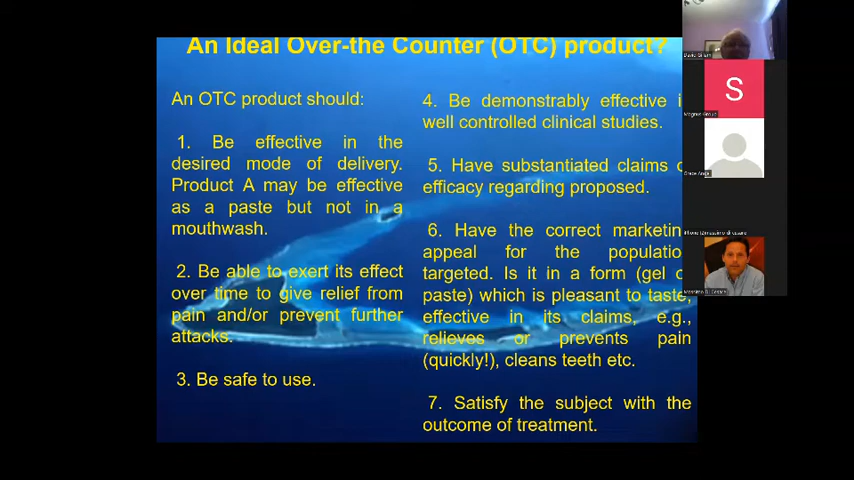 An Ideal Over-the Counter (OTC) product?
An OTC product should:
1. Be effective in the
desired mode of delivery.
Product A may be effective
as a paste but not in a
mouthwash.
2. Be able to exert its effect
over time to give relief from
pain and/or prevent further
attacks.
3. Be safe to use.
4. Be demonstrably effective i
well controlled clinical studies.
5. Have substantiated claims o
efficacy regarding proposed.
6. Have the correct marketin
appeal for the populatio
targeted. Is it in a form (gel o
paste) which is pleasant to taste,
effective in its claims, e.g.,
relieves or prevents pain
(quickly!), cleans teeth etc.
7. Satisfy the subject with the
outcome of treatment.
S